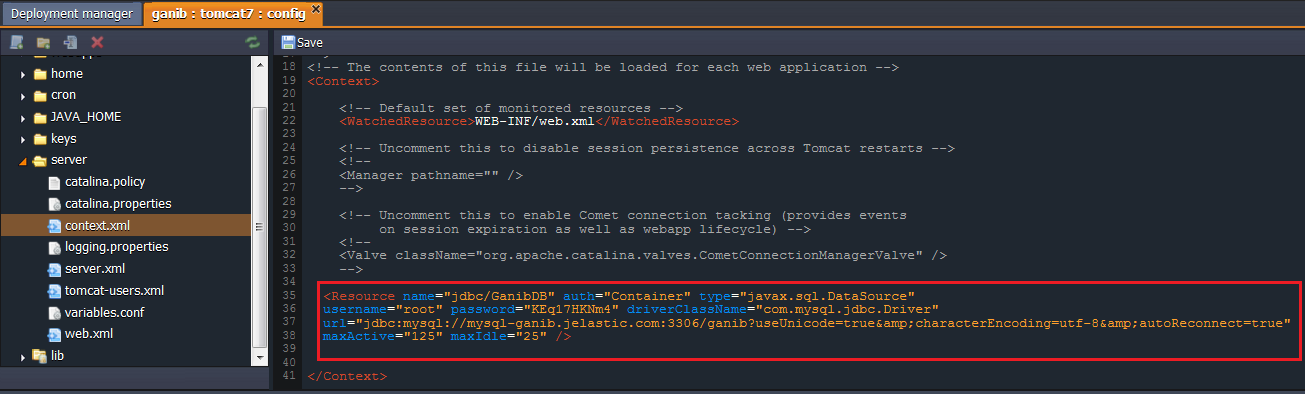 Deployment manager
ganib : tomcat7 : config
Save
home
cron
JAVA_HOME
keys
server
catalina.policy
catalina.properties
context.xml
logging.properties
server.xml
tomcat-users.xml
variables.conf
web.xml
lib
18 <!-- The contents of this file will be loaded for each web application -->
19 <Context>
20
21 <!-- Default set of monitored resources -->
22 <WatchedResource>WEB-INF/web.xml</WatchedResource>
23
24 <!-- Uncomment this to disable session persistence across Tomcat restarts -->
25 <!--
26 <Manager pathname="" />
27 -->
28
29 <!-- Uncomment this to enable Comet connection tacking (provides events
30 on session expiration as well as webapp lifecycle) -->
31 <!--
32 <Valve className="org.apache.catalina.valves.CometConnectionManagerValve" />
33 -->
34
35 <Resource name="jdbc/GanibDB" auth="Container" type="javax.sql.DataSource"
36 username="root" password="KEq17HKNm4" driverClassName="com.mysql.jdbc.Driver"
37 url="jdbc:mysql://mysql-ganib.jelastic.com:3306/ganib?useUnicode=true&amp;characterEncoding=utf-8&amp;autoReconnect=true"
38 maxActive="125" maxIdle="25" />
39
40
41 </Context>